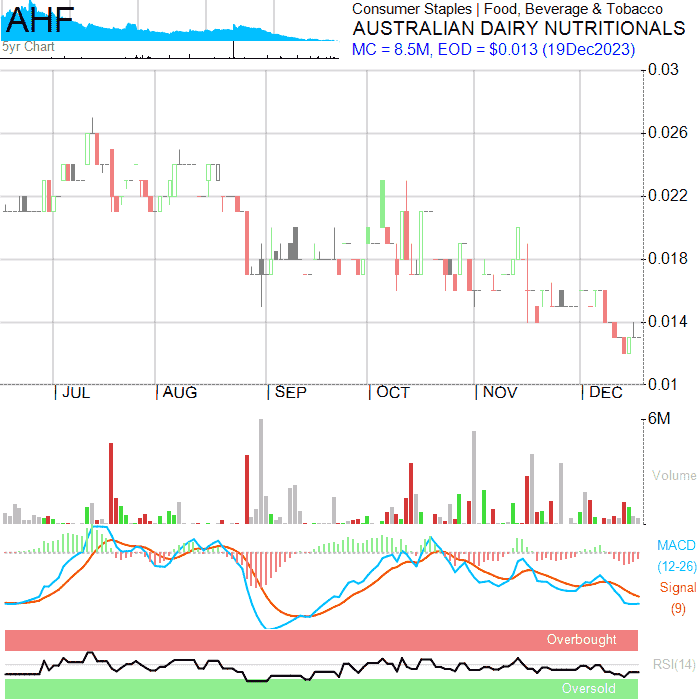 AHF
5yr Chart
Consumer Staples | Food, Beverage & Tobacco
AUSTRALIAN DAIRY NUTRITIONALS
MC = 8.5M, EOD = $0.013 (19Dec2023)
0.03
0.026
0.022
0.018
0.014
0.01
| JUL | AUG | SEP | OCT | NOV | DEC
6M
Volume
MACD
(12-26)
Signal
(9)
Overbought
RSI(14)
Oversold